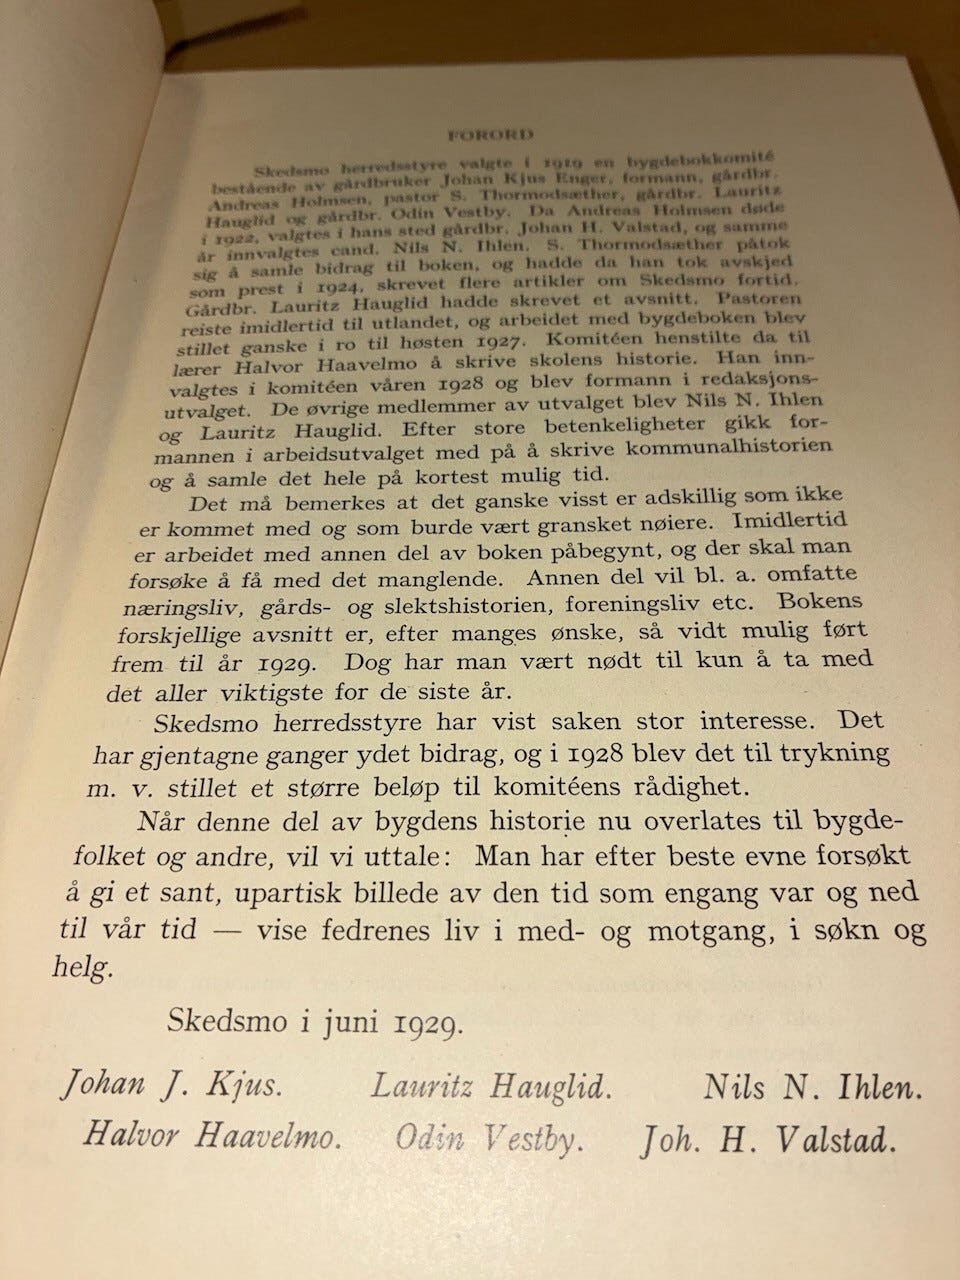 FORORD
Skedsmo herredsstyre valgte i 1919 en bygdebokkomité
bestående av gårdbruker Johan Kjus Enger, formann, gårdbr.
Andreas Holmsen, pastor S. Thormodsæther, gårdbr. Lauritz
Hauglid og gårdbr. Odin Vestby. Da Andreas Holmsen døde
i 1922, valgtes i hans sted gårdbr. Johan H. Valstad, og samme
år innvalgtes cand. Nils N. Ihlen. S. Thormodsæther påtok
sig å samle bidrag til boken, og hadde da han tok avskjed
som prest i 1924, skrevet flere artikler om Skedsmo fortid.
Gårdbr. Lauritz Hauglid hadde skrevet et avsnitt. Pastoren
reiste imidlertid til utlandet, og arbeidet med bygdeboken blev
stillet ganske i ro til høsten 1927. Komitéen henstilte da til
lærer Halvor Haavelmo å skrive skolens historie. Han inn-
valgtes i komitéen våren 1928 og blev formann i redaksjons-
utvalget. De øvrige medlemmer av utvalget blev Nils N. Ihlen
og Lauritz Hauglid. Efter store betenkeligheter gikk for-
mannen i arbeidsutvalget med på å skrive kommunalhistorien
og å samle det hele på kortest mulig tid.
Det må bemerkes at det ganske visst er adskillig som ikke
er kommet med og som burde vært gransket nøiere. Imidlertid
er arbeidet med annen del av boken påbegynt, og der skal man
forsøke å få med det manglende. Annen del vil bl. a. omfatte
næringsliv, gårds- og slektshistorien, foreningsliv etc. Bokens
forskjellige avsnitt er, efter manges ønske, så vidt mulig ført
frem til år 1929. Dog har man vært nødt til kun å ta med
det aller viktigste for de siste år.
Skedsmo herredsstyre har vist saken stor interesse. Det
har gjentagne ganger ydet bidrag, og i 1928 blev det til trykning
m. v. stillet et større beløp til komitéens rådighet.
Når denne del av bygdens historie nu overlates til bygde-
folket og andre, vil vi uttale: Man har efter beste evne forsøkt
å gi et sant, upartisk billede av den tid som engang var og ned
til vår tid — vise fedrenes liv i med- og motgang, i søkn og
helg.
Skedsmo i juni 1929.
Johan J. Kjus. Lauritz Hauglid. Nils N. Ihlen.
Halvor Haavelmo. Odin Vestby. Joh. H. Valstad.